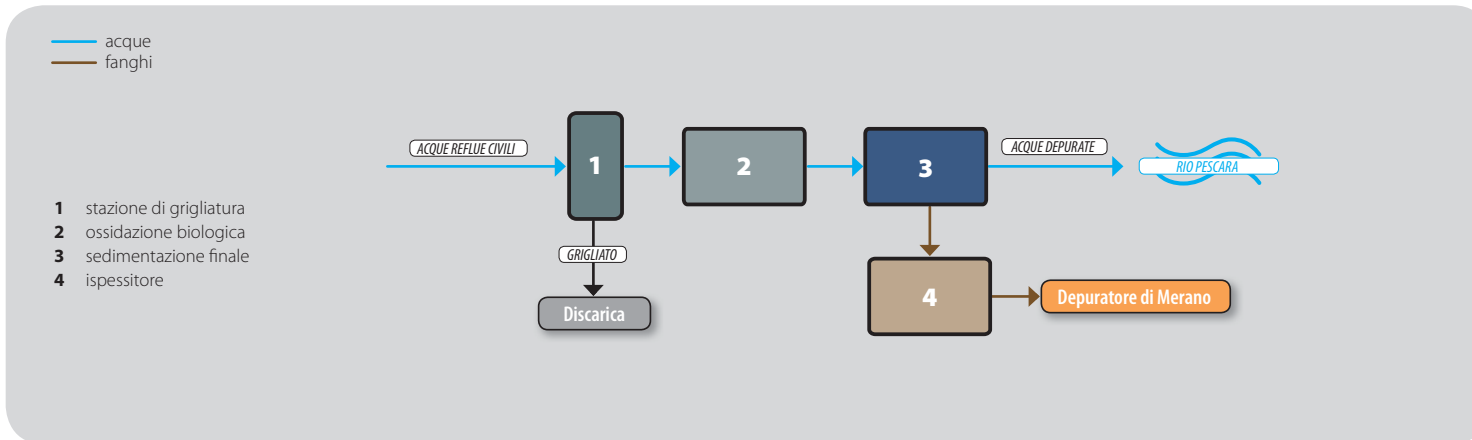 acque
fanghi
ACQUE REFLUE CIVILI
1
2
3
ACQUE DEPURATE
RIO PESCARA
1 stazione di grigliatura
2 ossidazione biologica
3 sedimentazione finale
4 ispessitore
GRIGLIATO
Discarica
4
Depuratore di Merano